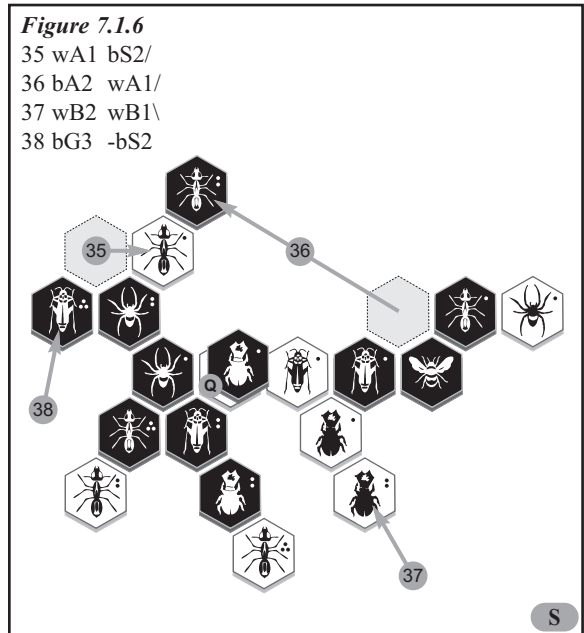 Figure 7.1.6
35 wA1 bS2/
36 bA2 wA1/
37 wB2 wB1\
38 bG3 -bS2
35
36
Q
38
37
S